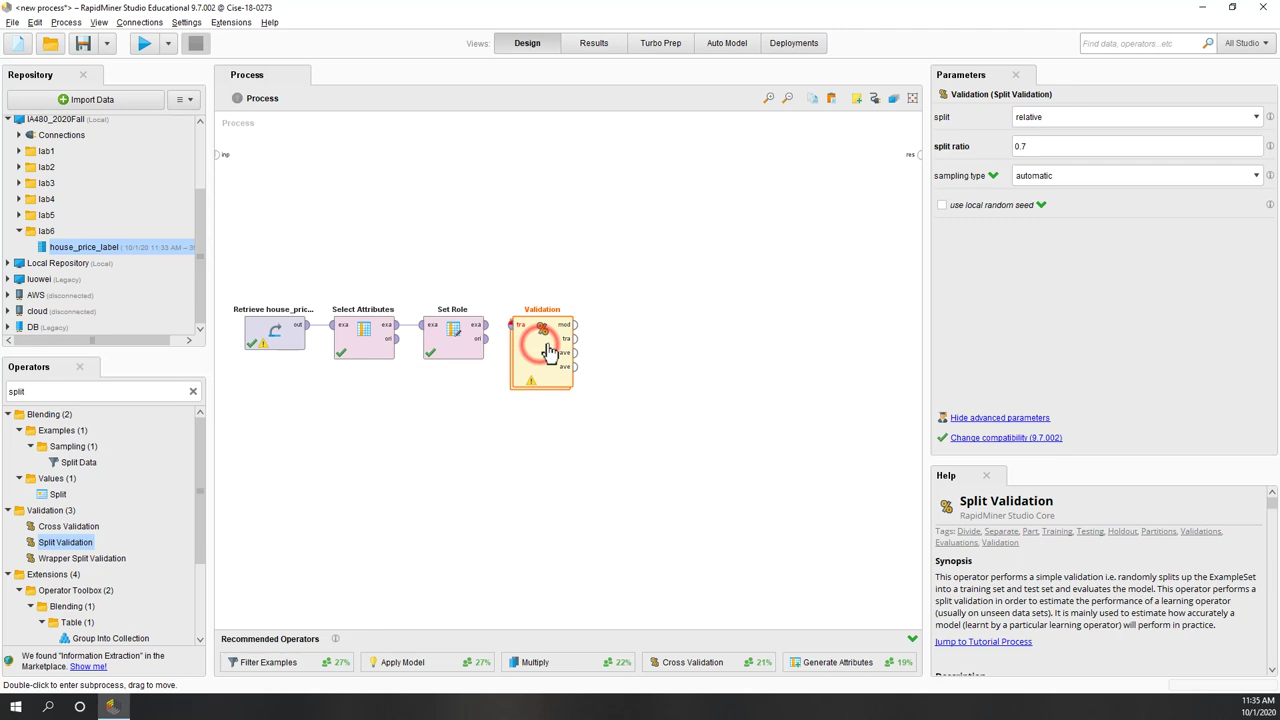 <new process*> – RapidMiner Studio Educational 9.7.002 @ Cise-18-0273
File Edit Process View Connections Settings Extensions Help
Views: Design Results Turbo Prep Auto Model Deployments
Find data, operators...etc All Studio
Repository
Import Data
IA480_2020Fall (Local)
Connections
lab1
lab2
lab3
lab4
lab5
lab6
house_price_label (10/1/20 11:33 AM –
Local Repository (Local)
luowei (Legacy)
AWS (disconnected)
cloud (disconnected)
DB (Legacy)
Operators
split
Blending (2)
Examples (1)
Sampling (1)
Split Data
Values (1)
Split
Validation (3)
Cross Validation
Split Validation
Wrapper Split Validation
Extensions (4)
Operator Toolbox (2)
Blending (1)
Table (1)
Group Into Collection
We found "Information Extraction" in the
Marketplace. Show me!
Double-click to enter subprocess, drag to move.
Process
Process
Process
inp
res
Retrieve house_pric... Select Attributes Set Role Validation
out exa exa exa exa tra mod
ori ori tra
ave
ave
Recommended Operators
Filter Examples 27% Apply Model 27% Multiply 22% Cross Validation 21% Generate Attributes 19%
Parameters
Validation (Split Validation)
split relative
split ratio 0.7
sampling type automatic
use local random seed
Hide advanced parameters
Change compatibility (9.7.002)
Help
Split Validation
RapidMiner Studio Core
Tags: Divide, Separate, Part, Training, Testing, Holdout, Partitions, Validations,
Evaluations, Validation
Synopsis
This operator performs a simple validation i.e. randomly splits up the ExampleSet
into a training set and test set and evaluates the model. This operator performs a
split validation in order to estimate the performance of a learning operator
(usually on unseen data sets). It is mainly used to estimate how accurately a
model (learnt by a particular learning operator) will perform in practice.
Jump to Tutorial Process
11:35 AM
10/1/2020